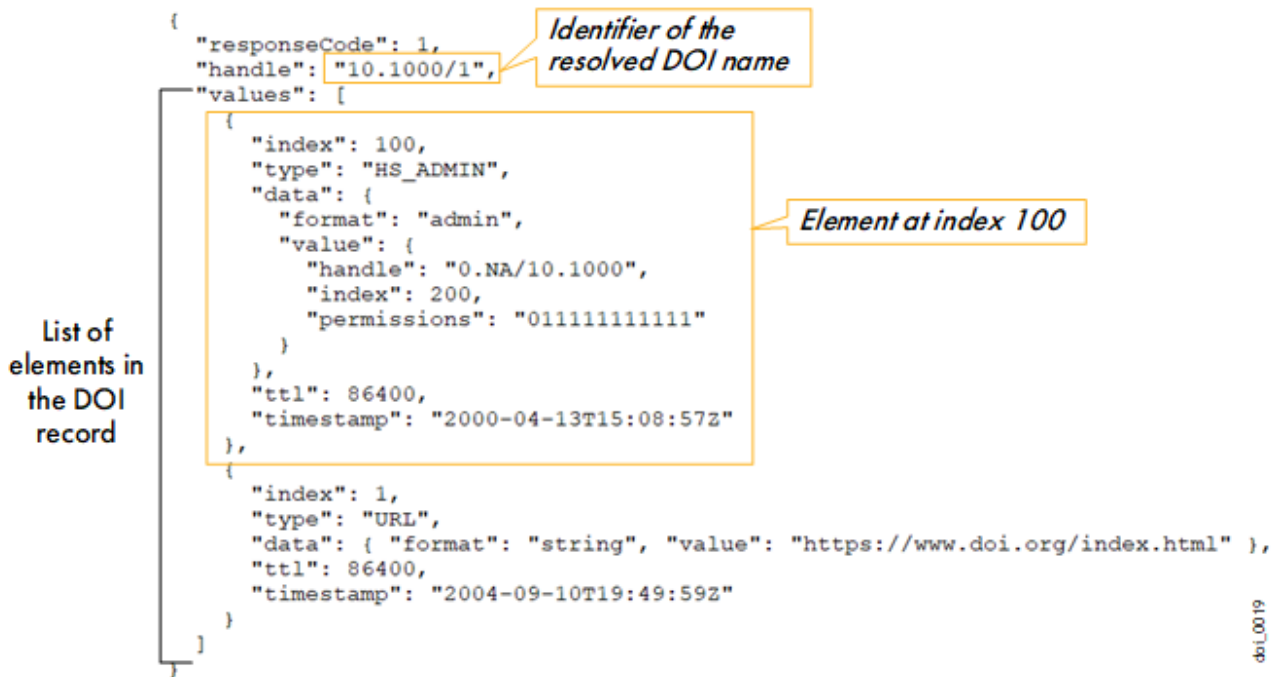 {
"responseCode": 1,
"handle": "10.1000/1",
"values": [
{
"index": 100,
"type": "HS_ADMIN",
"data": {
"format": "admin",
"value": {
"handle": "0.NA/10.1000",
"index": 200,
"permissions": "011111111111"
}
},
"ttl": 86400,
"timestamp": "2000-04-13T15:08:57Z"
},
{
"index": 1,
"type": "URL",
"data": { "format": "string", "value": "https://www.doi.org/index.html" },
"ttl": 86400,
"timestamp": "2004-09-10T19:49:59Z"
}
]
}
Identifier of the
resolved DOI name
Element at index 100
List of
elements in
the DOI
record
doi_0019